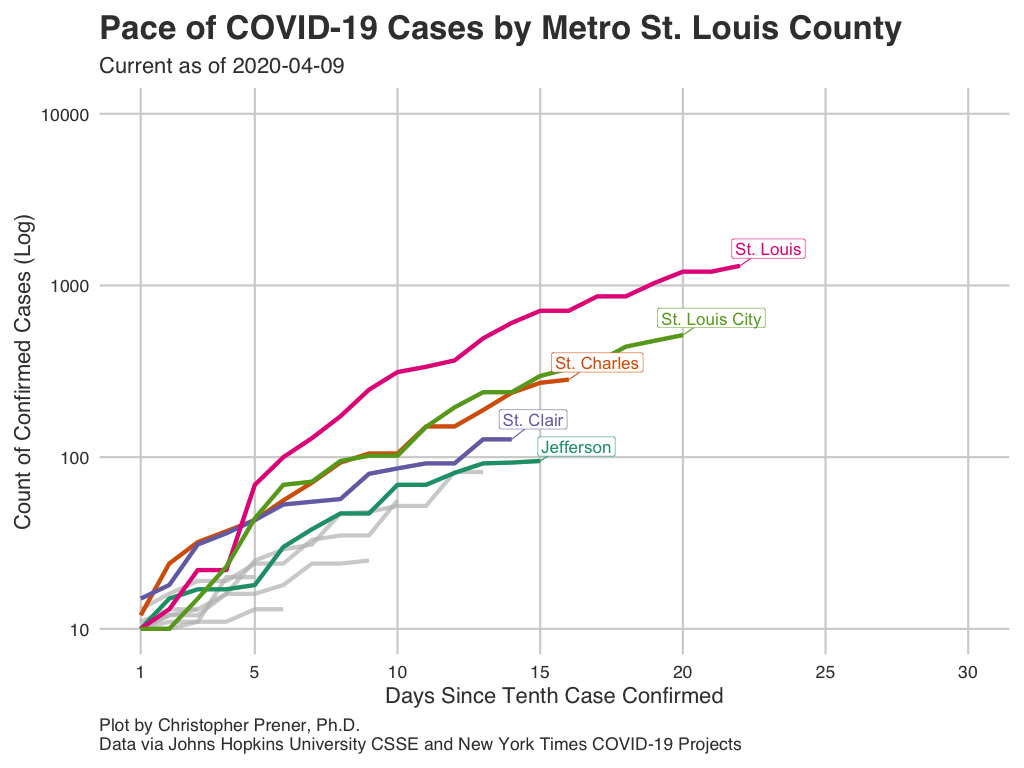 Pace of COVID-19 Cases by Metro St. Louis County
Current as of 2020-04-09
Count of Confirmed Cases (Log)
10000
1000
100
10
St. Louis
St. Louis City
St. Charles
St. Clair
Jefferson
1 5 10 15 20 25 30
Days Since Tenth Case Confirmed
Plot by Christopher Prener, Ph.D.
Data via Johns Hopkins University CSSE and New York Times COVID-19 Projects